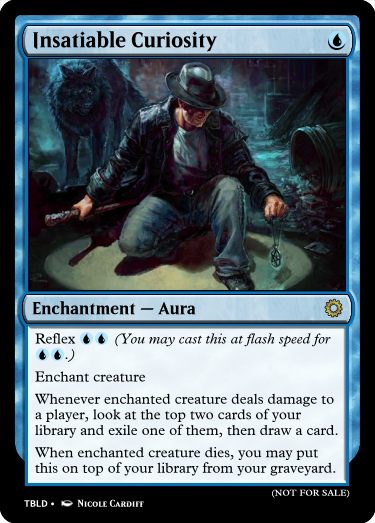 Insatiable Curiosity
Enchantment — Aura
Reflex (You may cast this at flash speed for
.)
Enchant creature
Whenever enchanted creature deals damage to
a player, look at the top two cards of your
library and exile one of them, then draw a card.
When enchanted creature dies, you may put
this on top of your library from your graveyard.
(NOT FOR SALE)
TBLD • Nicole Cardiff